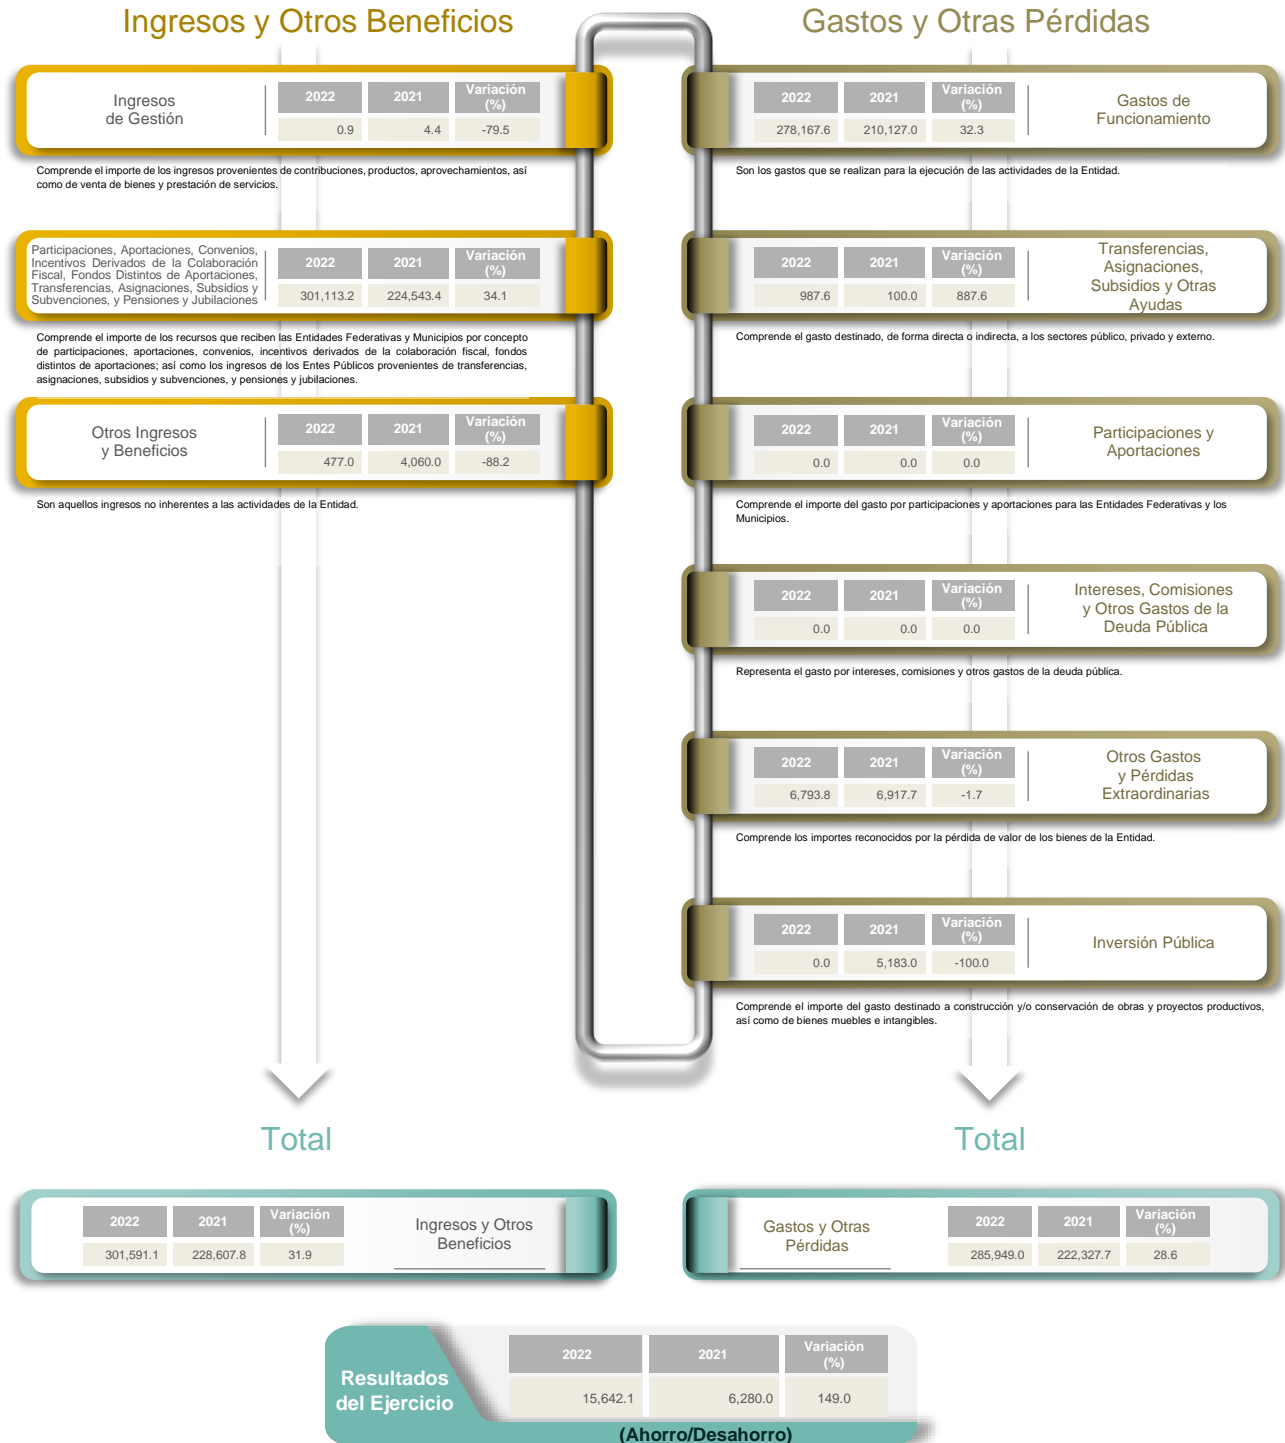 Ingresos y Otros Beneficios
Ingresos
de Gestión
2022 2021 Variación (%)
0.9 4.4 -79.5
Comprende el importe de los ingresos provenientes de contribuciones, productos, aprovechamientos, así
como de venta de bienes y prestación de servicios.
Participaciones, Aportaciones, Convenios,
Incentivos Derivados de la Colaboración
Fiscal, Fondos Distintos de Aportaciones,
Transferencias, Asignaciones, Subsidios y
Subvenciones, y Pensiones y Jubilaciones
2022 2021 Variación (%)
301,113.2 224,543.4 34.1
Comprende el importe de los recursos que reciben las Entidades Federativas y Municipios por concepto
de participaciones, aportaciones, convenios, incentivos derivados de la colaboración fiscal, fondos
distintos de aportaciones; así como los ingresos de los Entes Públicos provenientes de transferencias,
asignaciones, subsidios y subvenciones, y pensiones y jubilaciones.
Otros Ingresos
y Beneficios
2022 2021 Variación (%)
477.0 4,060.0 -88.2
Son aquellos ingresos no inherentes a las actividades de la Entidad.
Gastos y Otras Pérdidas
2022 2021 Variación (%)
278,167.6 210,127.0 32.3
Gastos de
Funcionamiento
Son los gastos que se realizan para la ejecución de las actividades de la Entidad.
2022 2021 Variación (%)
987.6 100.0 887.6
Transferencias,
Asignaciones,
Subsidios y Otras
Ayudas
Comprende el gasto destinado, de forma directa o indirecta, a los sectores público, privado y externo.
2022 2021 Variación (%)
0.0 0.0 0.0
Participaciones y
Aportaciones
Comprende el importe del gasto por participaciones y aportaciones para las Entidades Federativas y los
Municipios.
2022 2021 Variación (%)
0.0 0.0 0.0
Intereses, Comisiones
y Otros Gastos de la
Deuda Pública
Representa el gasto por intereses, comisiones y otros gastos de la deuda pública.
2022 2021 Variación (%)
6,793.8 6,917.7 -1.7
Otros Gastos
y Pérdidas
Extraordinarias
Comprende los importes reconocidos por la pérdida de valor de los bienes de la Entidad.
2022 2021 Variación (%)
0.0 5,183.0 -100.0
Inversión Pública
Comprende el importe del gasto destinado a construcción y/o conservación de obras y proyectos productivos,
así como de bienes muebles e intangibles.
Total
2022 2021 Variación (%)
301,591.1 228,607.8 31.9
Ingresos y Otros
Beneficios
Total
Gastos y Otras
Pérdidas
2022 2021 Variación (%)
285,949.0 222,327.7 28.6
Resultados
del Ejercicio
2022 2021 Variación (%)
15,642.1 6,280.0 149.0
(Ahorro/Desahorro)